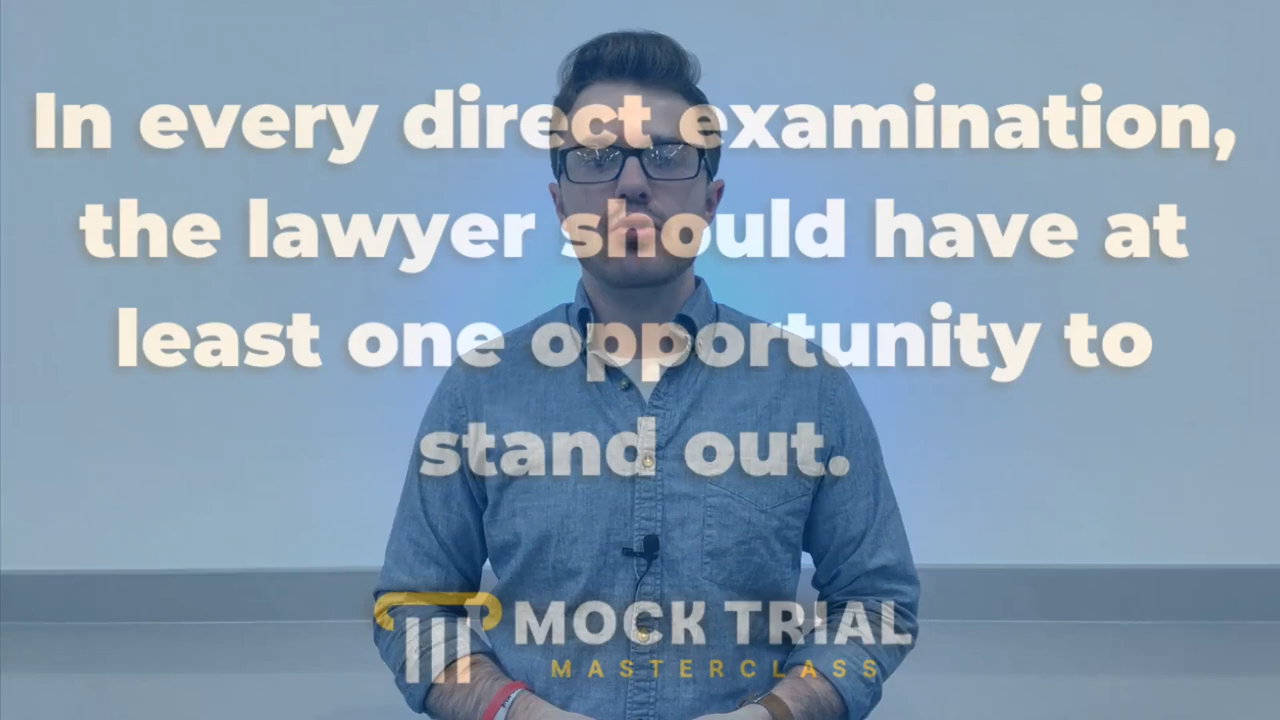 In every direct examination,
the lawyer should have at
least one opportunity to
stand out.
MOCK TRIAL
MASTERCLASS